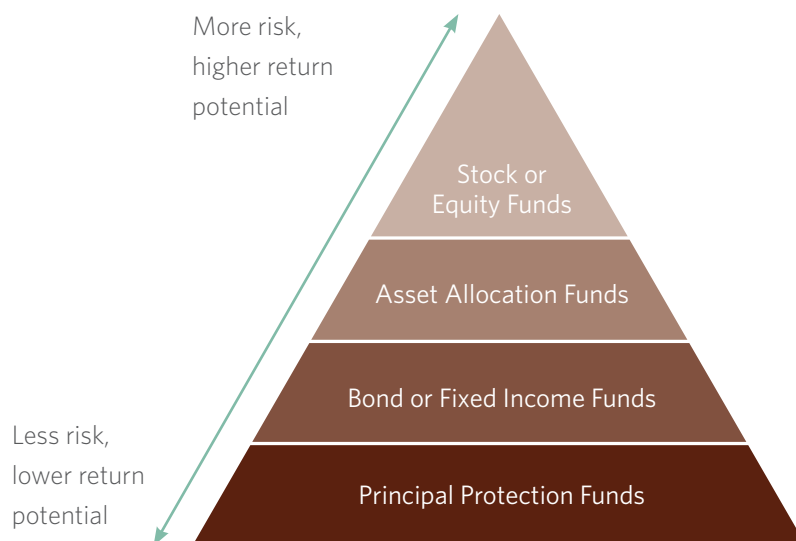 More risk,
higher return
potential
Stock or
Equity Funds
Asset Allocation Funds
Bond or Fixed Income Funds
Less risk,
lower return
potential
Principal Protection Funds